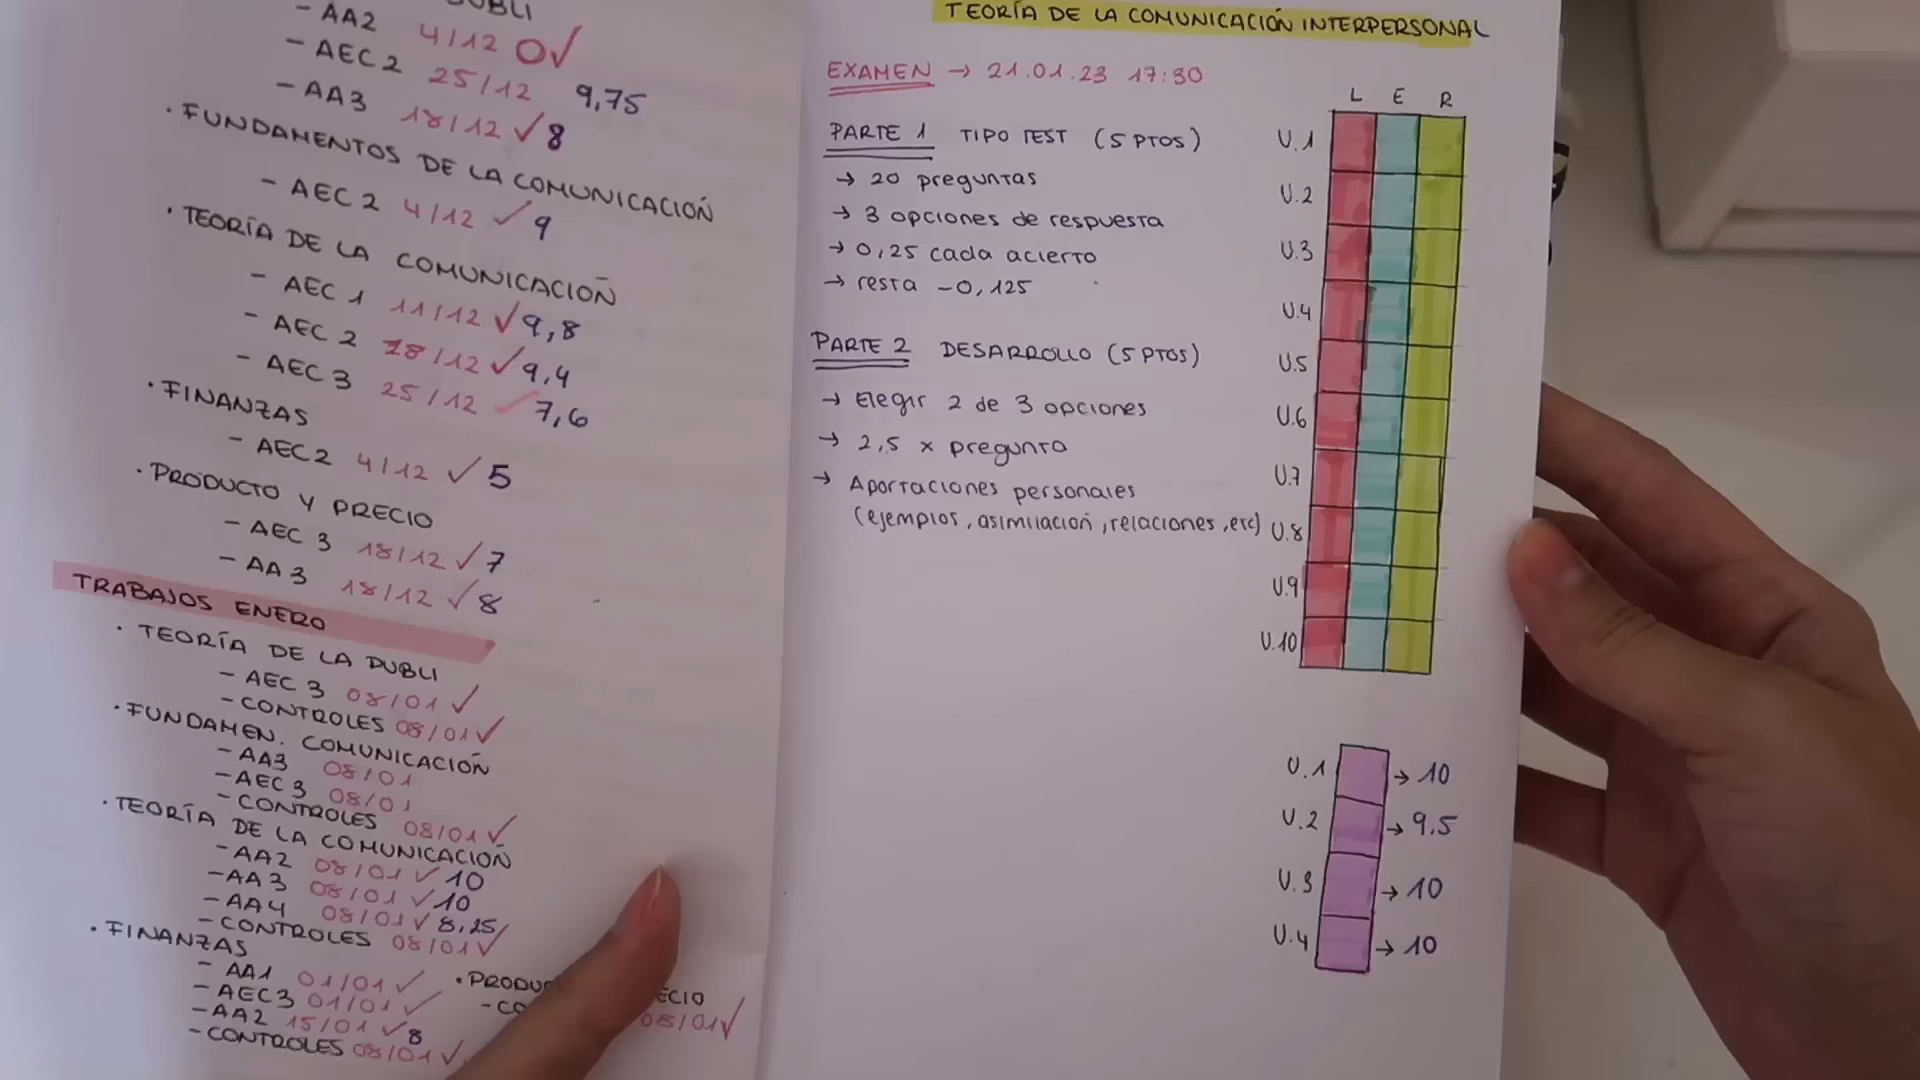 - AA2 4/12 0✓
- AEC 2 25/12 9,75
- AA3 18/12 ✓ 8
· FUNDAMENTOS DE LA COMUNICACIÓN
- AEC 2 4/12 ✓ 9
· TEORÍA DE LA COMUNICACIÓN
- AEC 1 11/12 ✓ 9,8
- AEC 2 18/12 ✓ 9,4
- AEC 3 25/12 ✓ 7,6
· FINANZAS
- AEC 2 4/12 ✓ 5
· PRODUCTO Y PRECIO
- AEC 3 18/12 ✓ 7
- AA 3 18/12 ✓ 8
TRABAJOS ENERO
· TEORÍA DE LA PUBLI
- AEC 3 08/01 ✓
- CONTROLES 08/01 ✓
· FUNDAMEN. COMUNICACIÓN
- AA3 08/01
- AEC 3 08/01
- CONTROLES 08/01 ✓
· TEORÍA DE LA COMUNICACIÓN
- AA2 08/01 ✓ 10
- AA3 08/01 ✓ 10
- AA4 08/01 ✓ 8,25
- CONTROLES 08/01 ✓
· FINANZAS
- AA1 01/01 ✓
- AEC 3 01/01 ✓
- AA2 15/01 ✓ 8
- CONTROLES 08/01 ✓
08/01 ✓
TEORÍA DE LA COMUNICACIÓN INTERPERSONAL
EXAMEN → 21.01.23 17:30
PARTE 1 TIPO TEST (5 PTOS)
→ 20 preguntas
→ 3 opciones de respuesta
→ 0,25 cada acierto
→ resta -0,125
PARTE 2 DESARROLLO (5 PTOS)
→ Elegir 2 de 3 opciones
→ 2,5 x pregunta
→ Aportaciones personales
(ejemplos, asimilación, relaciones, etc)
L E R
U.1
U.2
U.3
U.4
U.5
U.6
U.7
U.8
U.9
U.10
U.1 → 10
U.2 → 9.5
U.3 → 10
U.4 → 10